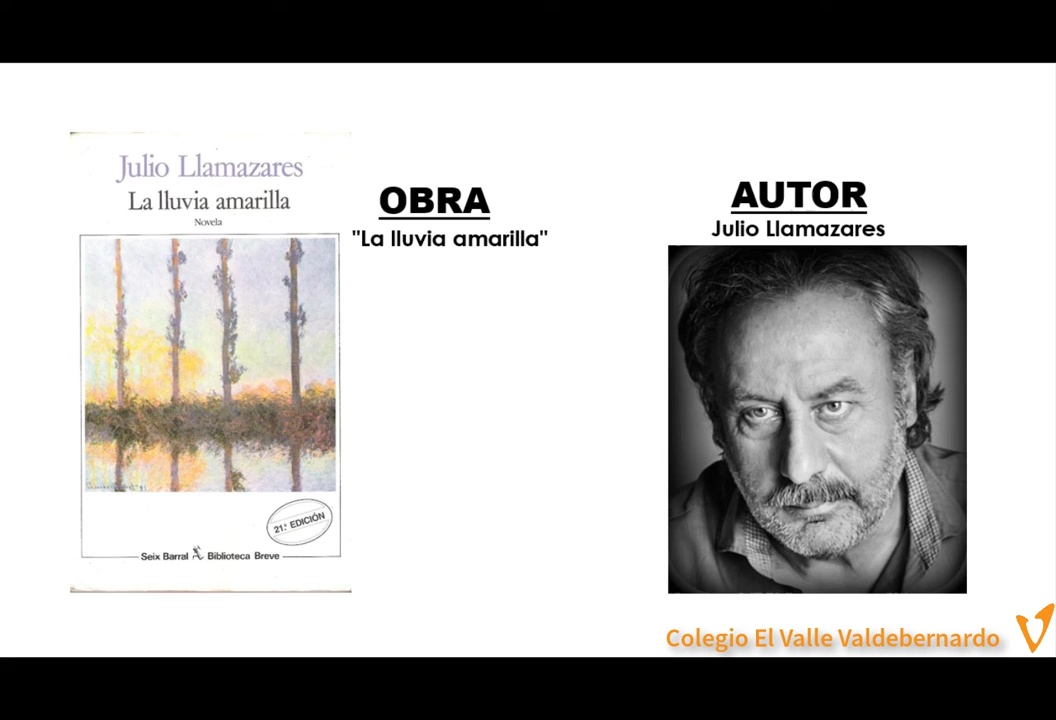 Julio Llamazares
La lluvia amarilla
Novela
21.ª EDICIÓN
Seix Barral Biblioteca Breve
OBRA
"La lluvia amarilla"
AUTOR
Julio Llamazares
Colegio El Valle Valdebernardo